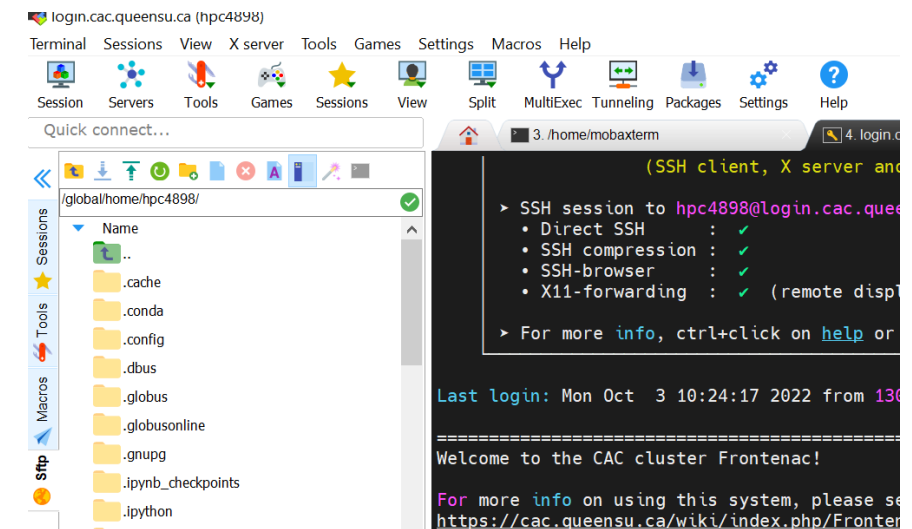 login.cac.queensu.ca (hpc4898)
Terminal Sessions View X server Tools Games Settings Macros Help
Session Servers Tools Games Sessions View Split MultiExec Tunneling Packages Settings Help
Quick connect...
3. /home/mobaxterm
4. login.c
/global/home/hpc4898/
Name
..
.cache
.conda
.config
.dbus
.globus
.globusonline
.gnupg
.ipynb_checkpoints
.ipython
Sessions
Tools
Macros
Sftp
(SSH client, X server and
➤ SSH session to hpc4898@login.cac.quee
• Direct SSH : ✔
• SSH compression : ✔
• SSH-browser : ✔
• X11-forwarding : ✔ (remote displ
➤ For more info, ctrl+click on help or
Last login: Mon Oct 3 10:24:17 2022 from 130
=============================================
Welcome to the CAC cluster Frontenac!
For more info on using this system, please se
https://cac.queensu.ca/wiki/index.php/Fronten